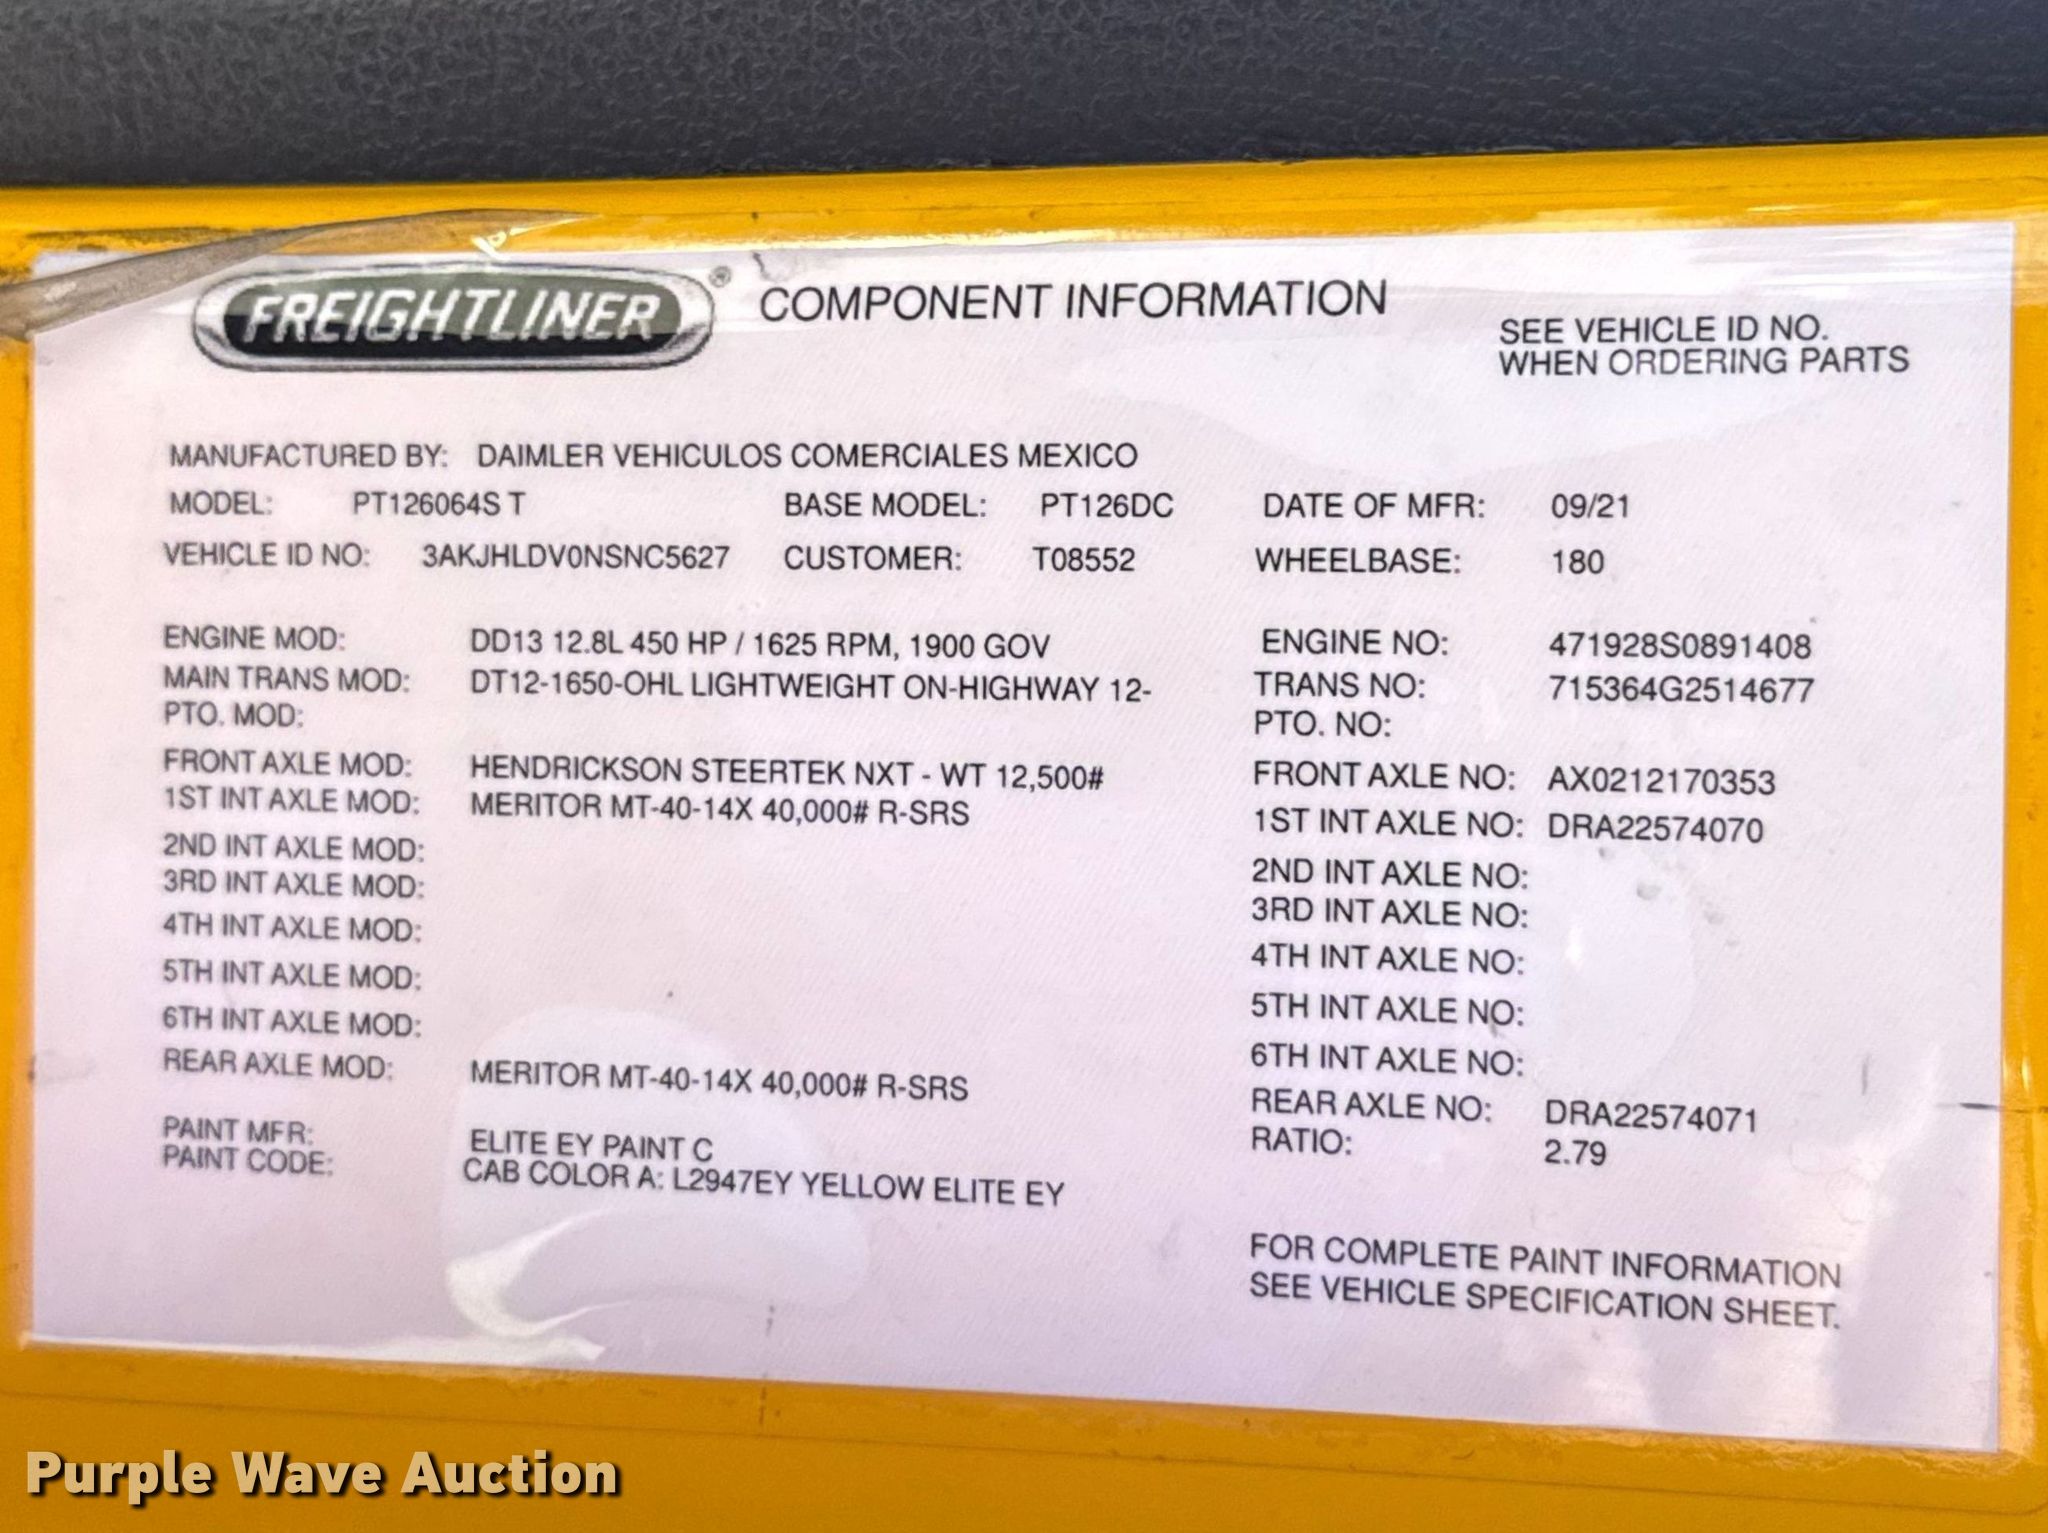 FREIGHTLINER® COMPONENT INFORMATION
SEE VEHICLE ID NO.
WHEN ORDERING PARTS
MANUFACTURED BY: DAIMLER VEHICULOS COMERCIALES MEXICO
MODEL: PT126064S T BASE MODEL: PT126DC DATE OF MFR: 09/21
VEHICLE ID NO: 3AKJHLDV0NSNC5627 CUSTOMER: T08552 WHEELBASE: 180
ENGINE MOD: DD13 12.8L 450 HP / 1625 RPM, 1900 GOV ENGINE NO: 471928S0891408
MAIN TRANS MOD: DT12-1650-OHL LIGHTWEIGHT ON-HIGHWAY 12- TRANS NO: 715364G2514677
PTO. MOD: PTO. NO:
FRONT AXLE MOD: HENDRICKSON STEERTEK NXT - WT 12,500# FRONT AXLE NO: AX0212170353
1ST INT AXLE MOD: MERITOR MT-40-14X 40,000# R-SRS 1ST INT AXLE NO: DRA22574070
2ND INT AXLE MOD: 2ND INT AXLE NO:
3RD INT AXLE MOD: 3RD INT AXLE NO:
4TH INT AXLE MOD: 4TH INT AXLE NO:
5TH INT AXLE MOD: 5TH INT AXLE NO:
6TH INT AXLE MOD: 6TH INT AXLE NO:
REAR AXLE MOD: MERITOR MT-40-14X 40,000# R-SRS REAR AXLE NO: DRA22574071
PAINT MFR: ELITE EY PAINT C RATIO: 2.79
PAINT CODE: CAB COLOR A: L2947EY YELLOW ELITE EY
FOR COMPLETE PAINT INFORMATION
SEE VEHICLE SPECIFICATION SHEET.
Purple Wave Auction